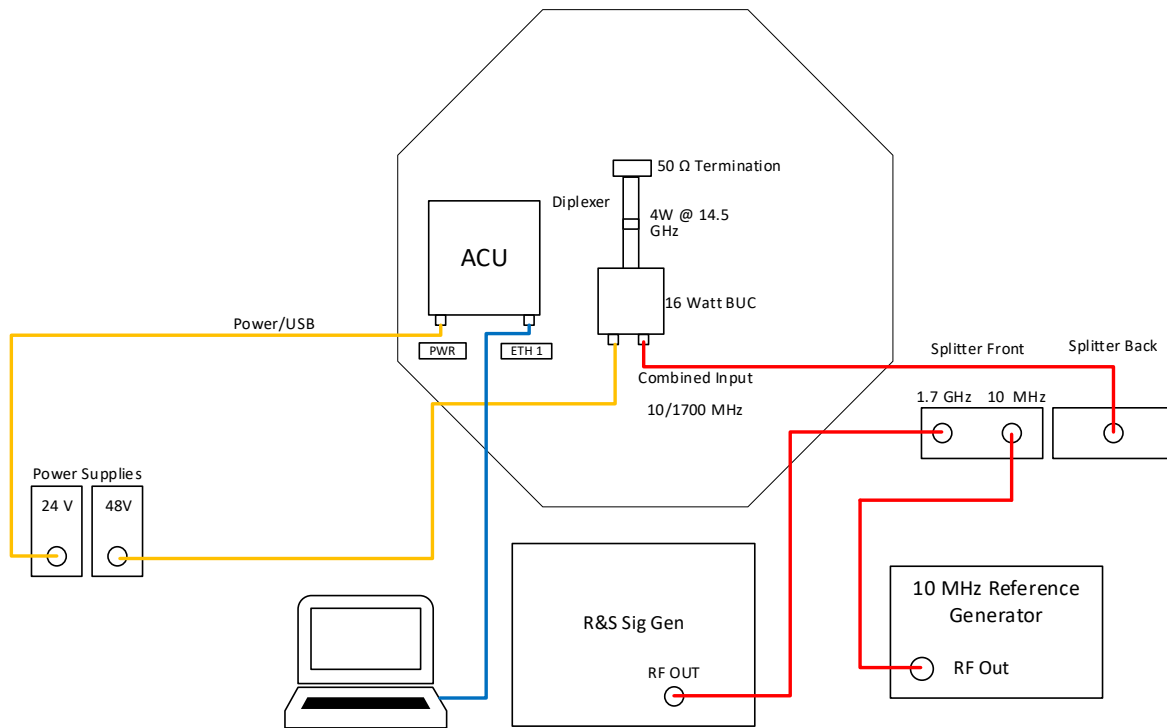 50 Ω Termination
Diplexer
4W @ 14.5
GHz
ACU
16 Watt BUC
Power/USB
PWR
ETH 1
Splitter Front
Splitter Back
Combined Input
10/1700 MHz
1.7 GHz
10 MHz
Power Supplies
24 V
48V
R&S Sig Gen
RF OUT
10 MHz Reference
Generator
RF Out